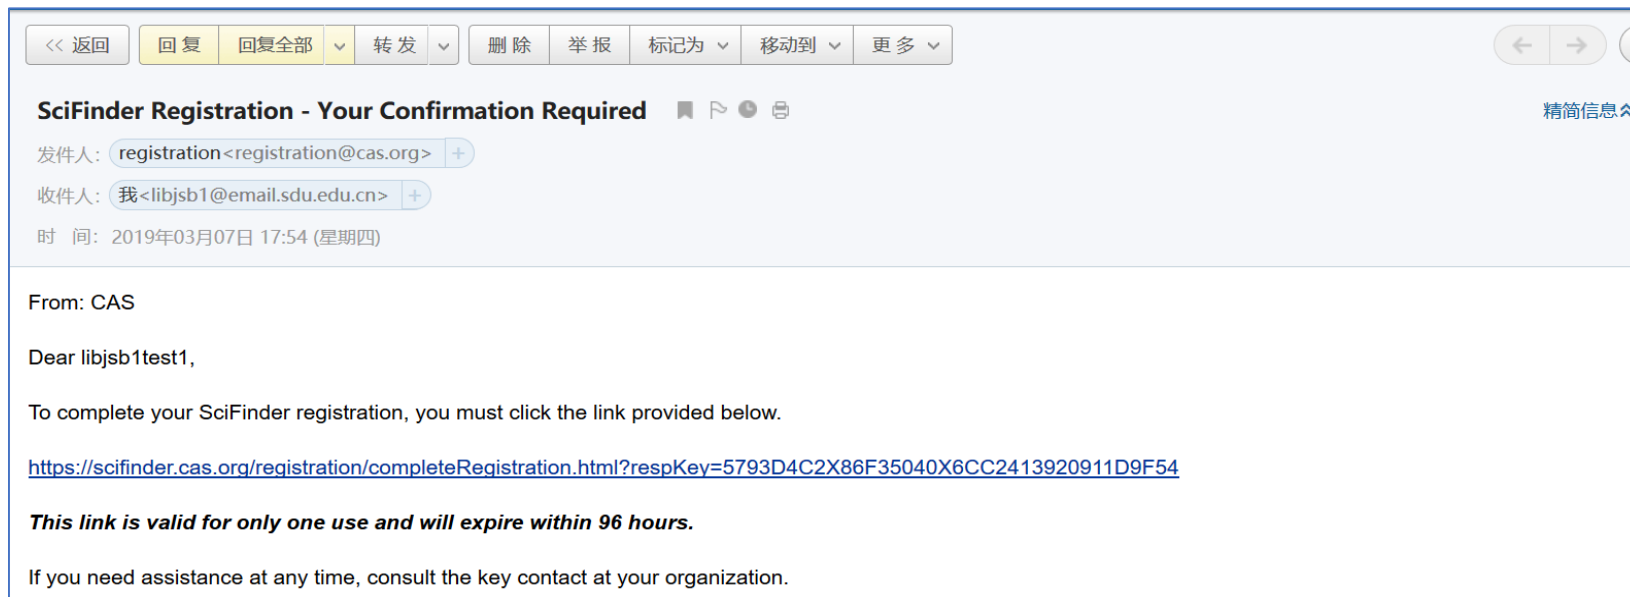 << 返回 回 复 回复全部 转 发 删 除 举 报 标记为 移动到 更 多
SciFinder Registration - Your Confirmation Required 精简信息
发件人： registration<registration@cas.org> +
收件人： 我<libjsb1@email.sdu.edu.cn> +
时 间： 2019年03月07日 17:54 (星期四)
From: CAS
Dear libjsb1test1,
To complete your SciFinder registration, you must click the link provided below.
https://scifinder.cas.org/registration/completeRegistration.html?respKey=5793D4C2X86F35040X6CC2413920911D9F54
This link is valid for only one use and will expire within 96 hours.
If you need assistance at any time, consult the key contact at your organization.